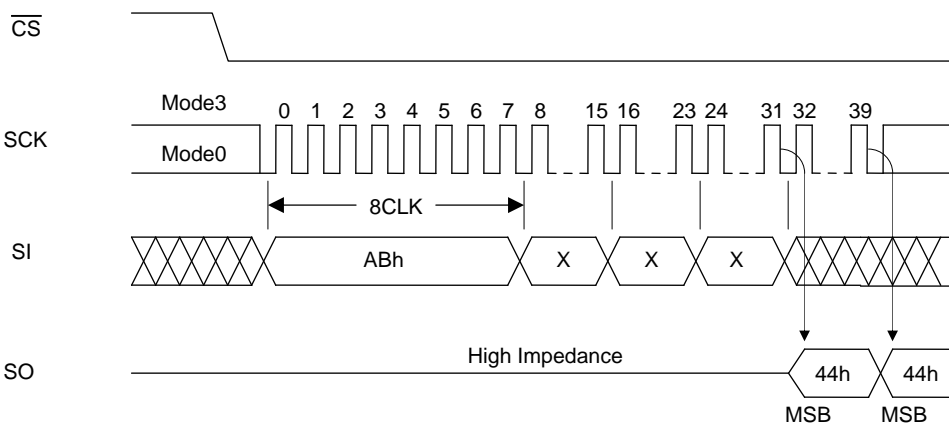 CS
Mode3
0 1 2 3 4 5 6 7 8 15 16 23 24 31 32 39
SCK
Mode0
8CLK
SI
ABh X X X
High Impedance
SO
44h 44h
MSB MSB